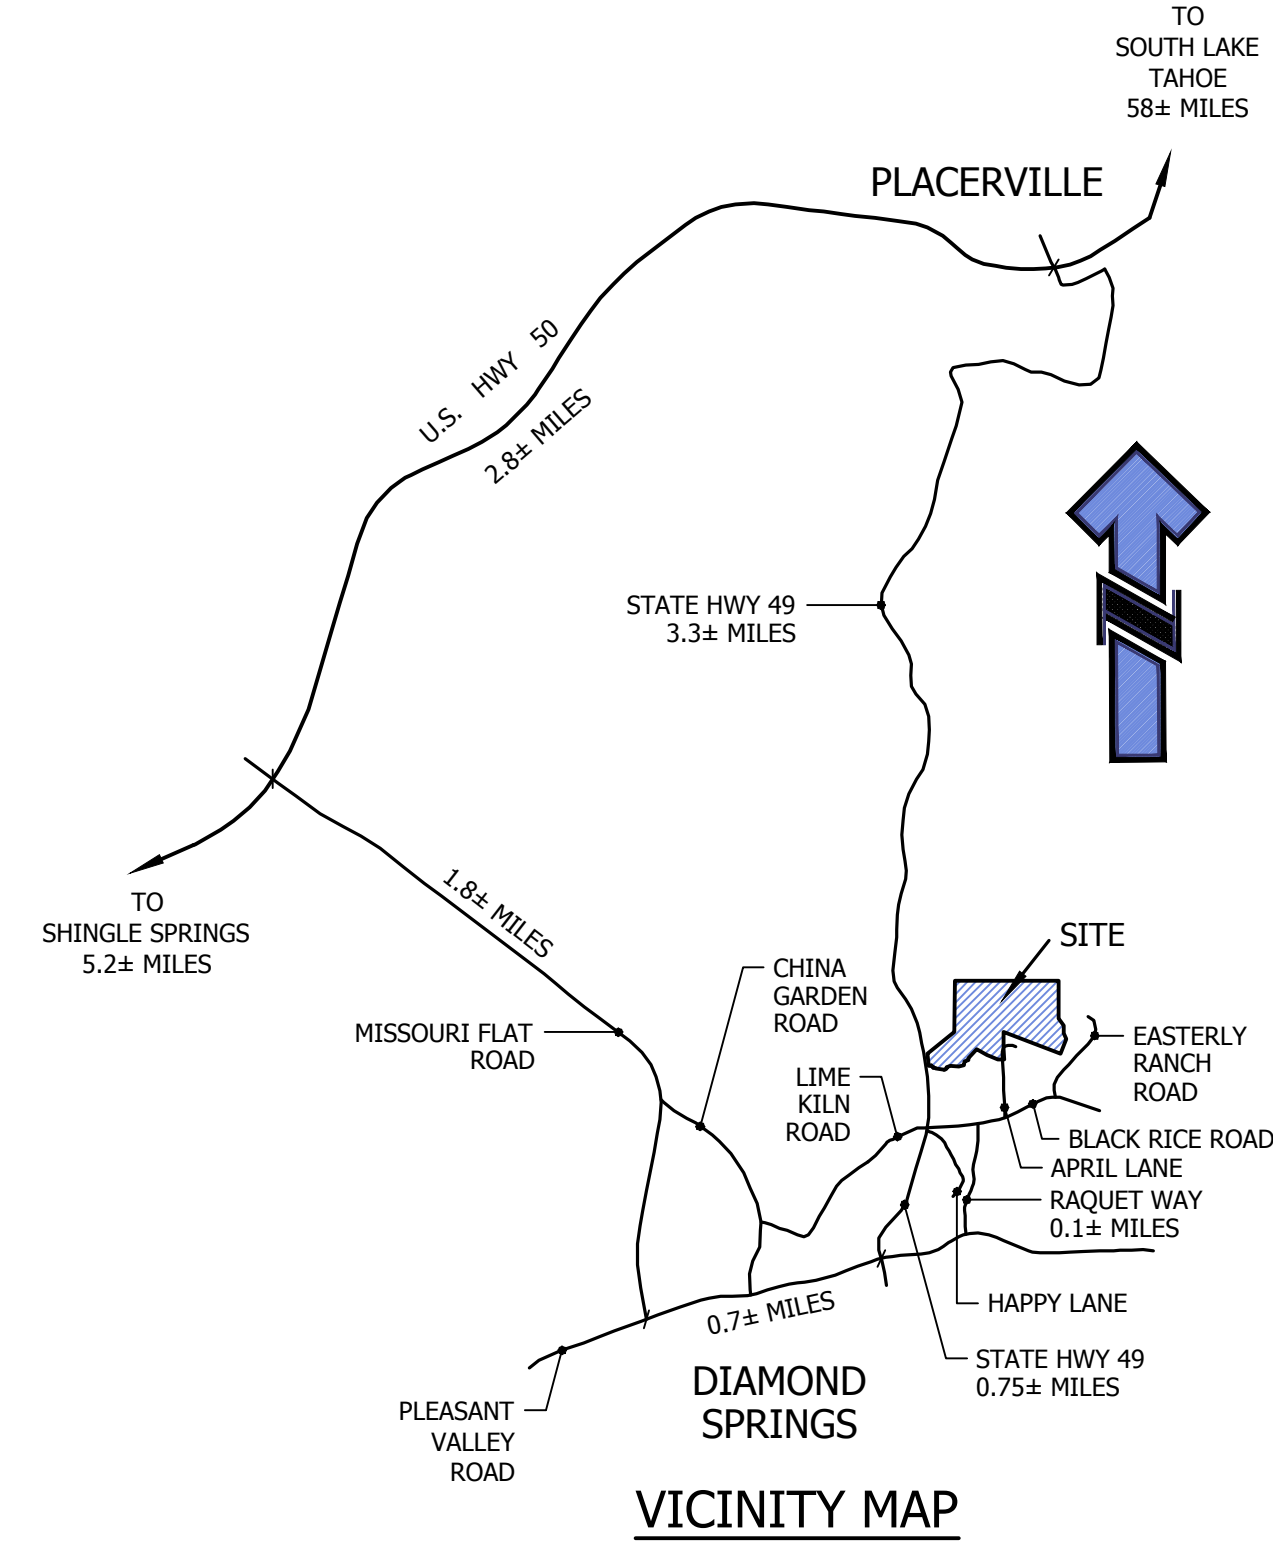 TO
SOUTH LAKE
TAHOE
58± MILES
PLACERVILLE
U.S. HWY 50
2.8± MILES
STATE HWY 49
3.3± MILES
TO
SHINGLE SPRINGS
5.2± MILES
1.8± MILES
SITE
CHINA
GARDEN
ROAD
MISSOURI FLAT
ROAD
EASTERLY
RANCH
ROAD
LIME
KILN
ROAD
BLACK RICE ROAD
APRIL LANE
RAQUET WAY
0.1± MILES
HAPPY LANE
0.7± MILES
STATE HWY 49
0.75± MILES
DIAMOND
SPRINGS
PLEASANT
VALLEY
ROAD
VICINITY MAP